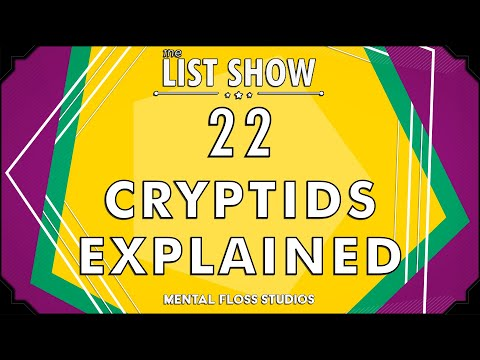 the
LIST SHOW
22
CRYPTIDS
EXPLAINED
MENTAL FLOSS STUDIOS